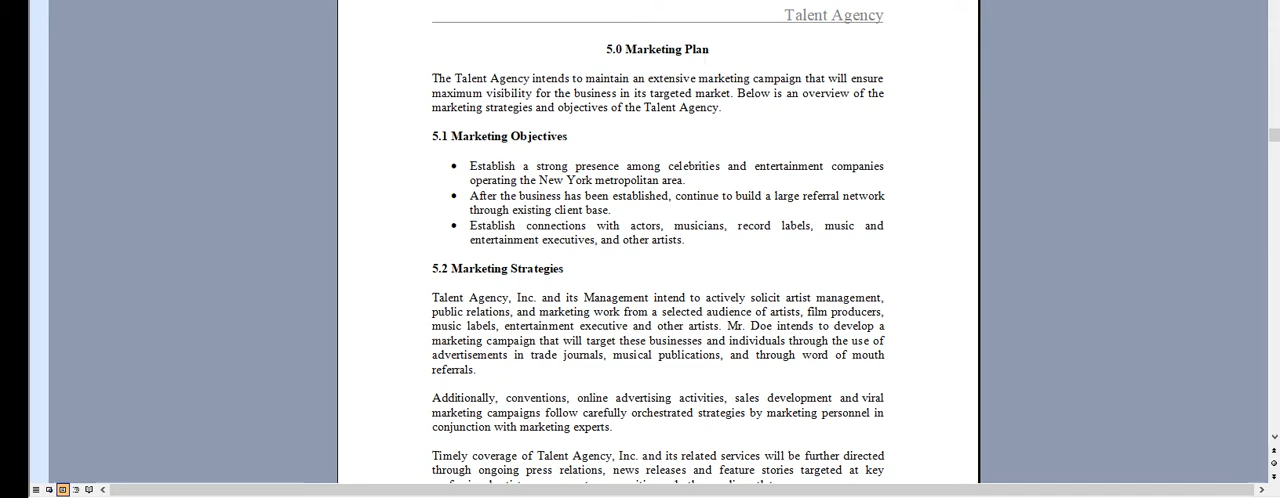 Talent Agency
5.0 Marketing Plan
The Talent Agency intends to maintain an extensive marketing campaign that will ensure
maximum visibility for the business in its targeted market. Below is an overview of the
marketing strategies and objectives of the Talent Agency.
5.1 Marketing Objectives
• Establish a strong presence among celebrities and entertainment companies
operating the New York metropolitan area.
• After the business has been established, continue to build a large referral network
through existing client base.
• Establish connections with actors, musicians, record labels, music and
entertainment executives, and other artists.
5.2 Marketing Strategies
Talent Agency, Inc. and its Management intend to actively solicit artist management,
public relations, and marketing work from a selected audience of artists, film producers,
music labels, entertainment executive and other artists. Mr. Doe intends to develop a
marketing campaign that will target these businesses and individuals through the use of
advertisements in trade journals, musical publications, and through word of mouth
referrals.
Additionally, conventions, online advertising activities, sales development and viral
marketing campaigns follow carefully orchestrated strategies by marketing personnel in
conjunction with marketing experts.
Timely coverage of Talent Agency, Inc. and its related services will be further directed
through ongoing press relations, news releases and feature stories targeted at key